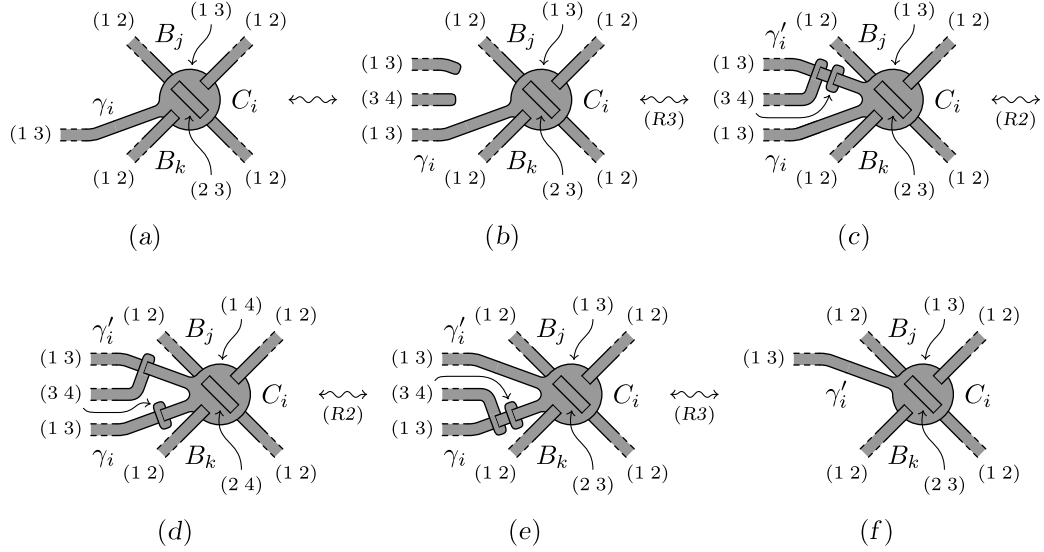 (1 2) (1 3) (1 2) (1 2) (1 3) (1 2) (1 2) (1 3) (1 2)
B_j B_j γ'_i B_j
(1 3) (1 3)
γ_i C_i (3 4) C_i (3 4) C_i
(1 3) (1 3) (R3) (1 3) (R2)
B_k γ_i B_k γ_i B_k
(1 2) (2 3) (1 2) (1 2) (2 3) (1 2) (1 2) (2 3) (1 2)
(a) (b) (c)
(1 2) (1 4) (1 2) (1 2) (1 3) (1 2) (1 2) (1 3) (1 2)
γ'_i B_j γ'_i B_j B_j
(1 3) (1 3) (1 3)
(3 4) C_i (3 4) C_i γ'_i C_i
(1 3) (R2) (1 3) (R3)
γ_i B_k γ_i B_k B_k
(1 2) (2 4) (1 2) (1 2) (2 3) (1 2) (1 2) (2 3) (1 2)
(d) (e) (f)